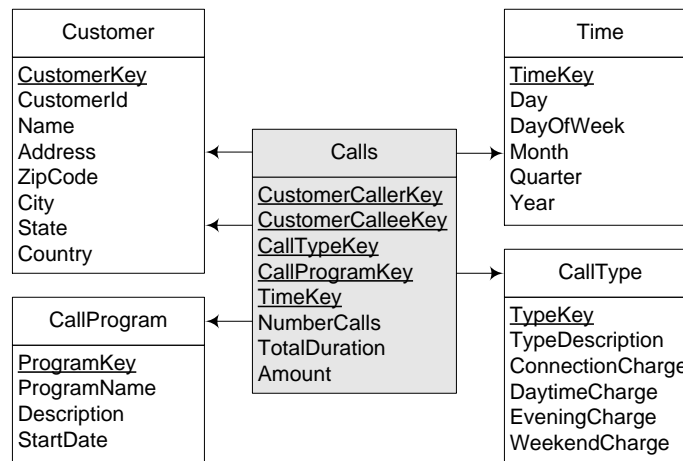 Customer
CustomerKey
CustomerId
Name
Address
ZipCode
City
State
Country
CallProgram
ProgramKey
ProgramName
Description
StartDate
Calls
CustomerCallerKey
CustomerCalleeKey
CallTypeKey
CallProgramKey
TimeKey
NumberCalls
TotalDuration
Amount
Time
TimeKey
Day
DayOfWeek
Month
Quarter
Year
CallType
TypeKey
TypeDescription
ConnectionCharge
DaytimeCharge
EveningCharge
WeekendCharge